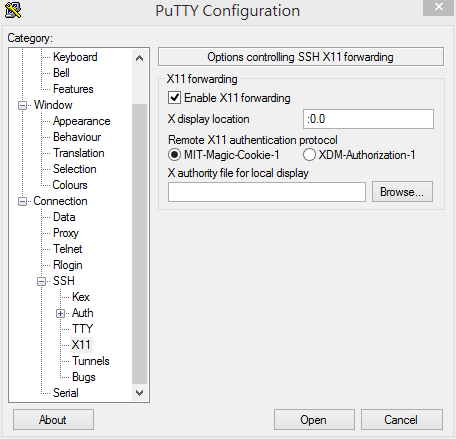 PuTTY Configuration
Category:
Keyboard
Bell
Features
Window
Appearance
Behaviour
Translation
Selection
Colours
Connection
Data
Proxy
Telnet
Rlogin
SSH
Kex
Auth
TTY
X11
Tunnels
Bugs
Serial
Options controlling SSH X11 forwarding
X11 forwarding
Enable X11 forwarding
X display location :0.0
Remote X11 authentication protocol
MIT-Magic-Cookie-1 XDM-Authorization-1
X authority file for local display
Browse...
About Open Cancel